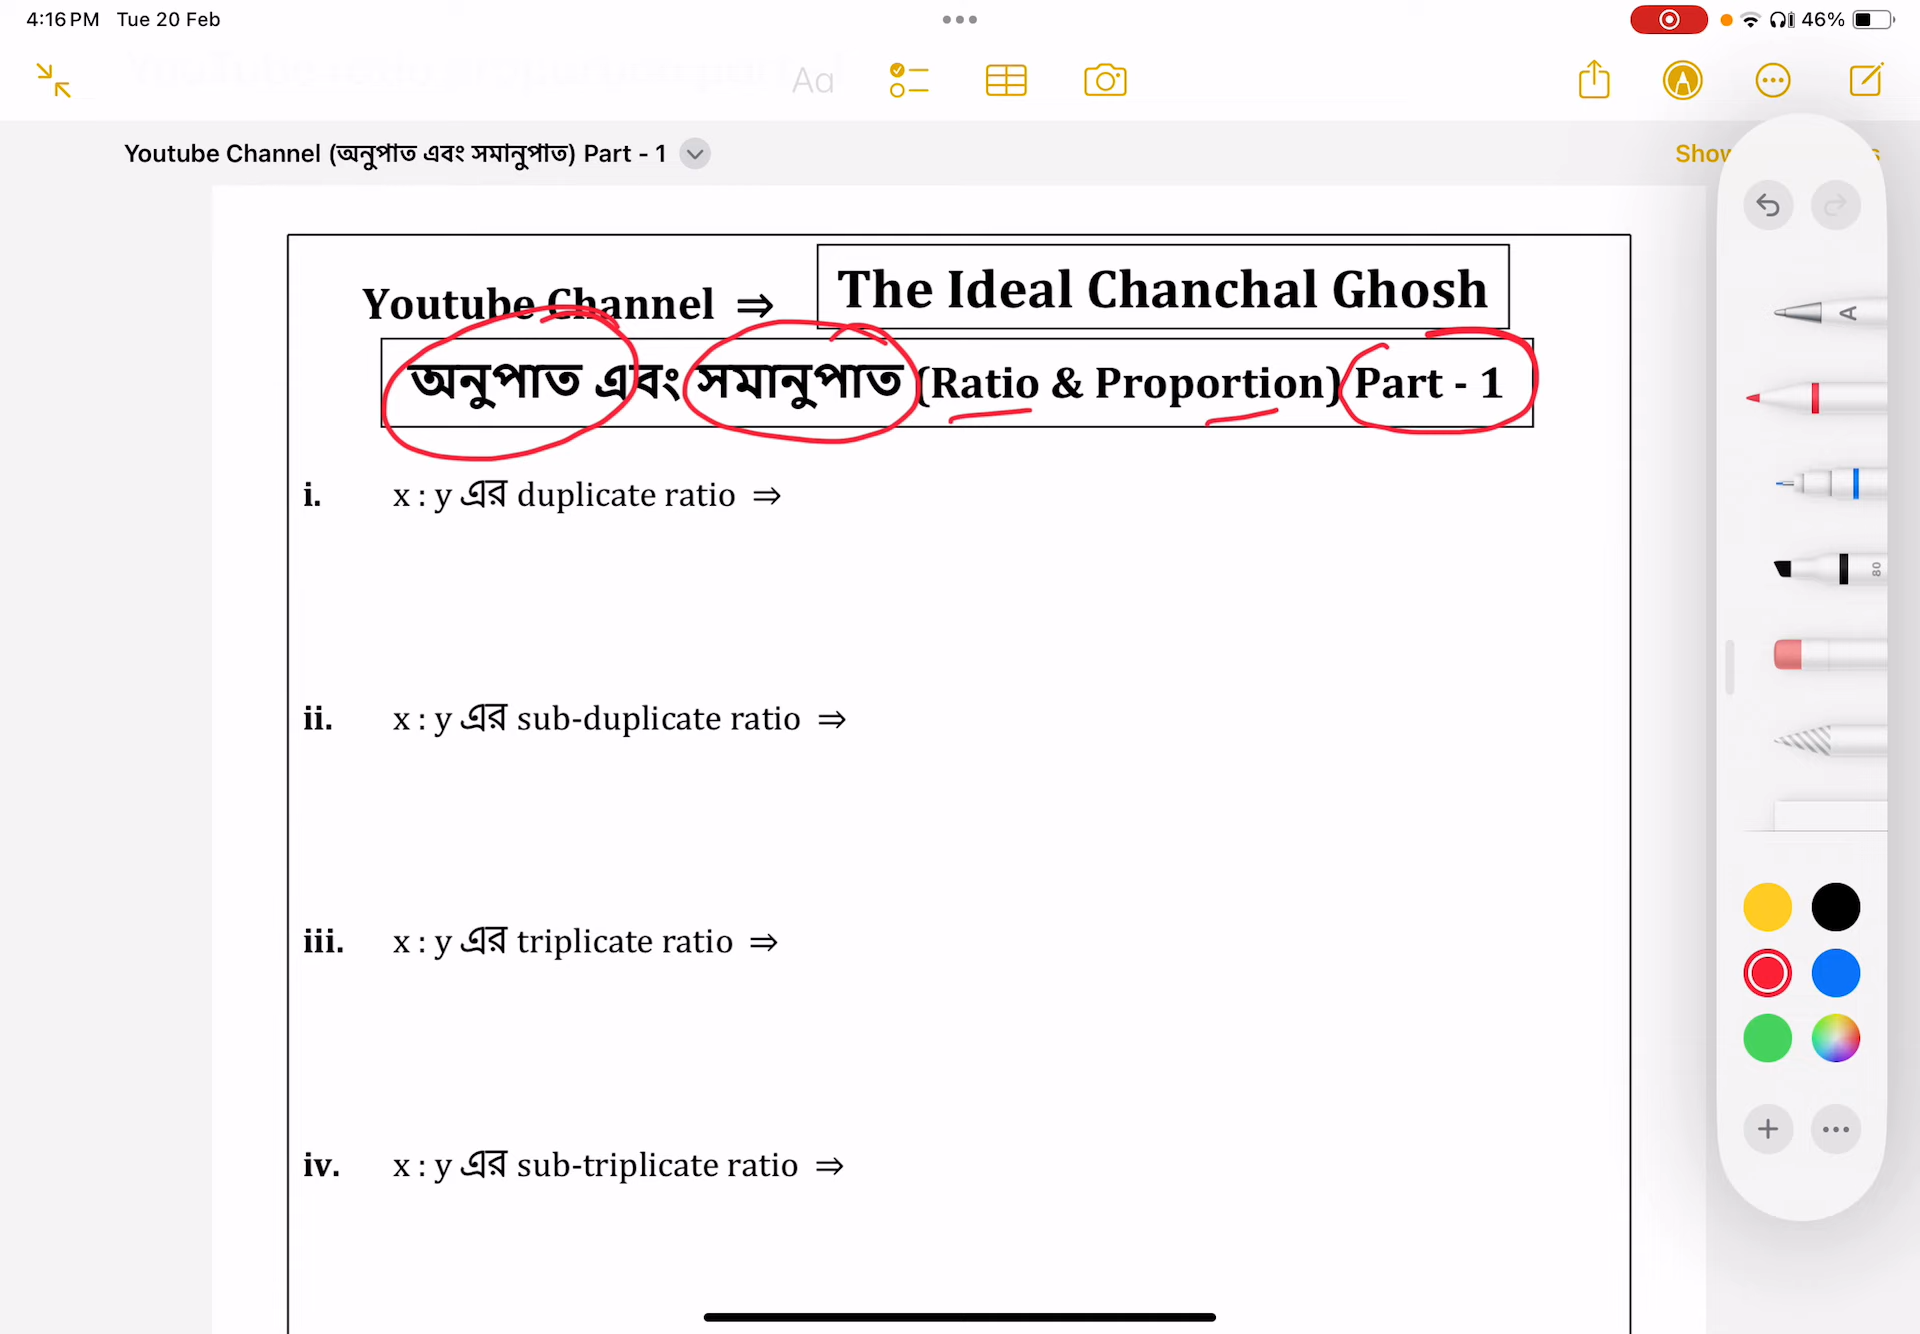 4:16 PM Tue 20 Feb
46%
Aa
Youtube Channel (অনুপাত এবং সমানুপাত) Part - 1
Youtube Channel ⇒ The Ideal Chanchal Ghosh
অনুপাত এবং সমানুপাত (Ratio & Proportion) Part - 1
i. x : y এর duplicate ratio ⇒
ii. x : y এর sub-duplicate ratio ⇒
iii. x : y এর triplicate ratio ⇒
iv. x : y এর sub-triplicate ratio ⇒
A
80